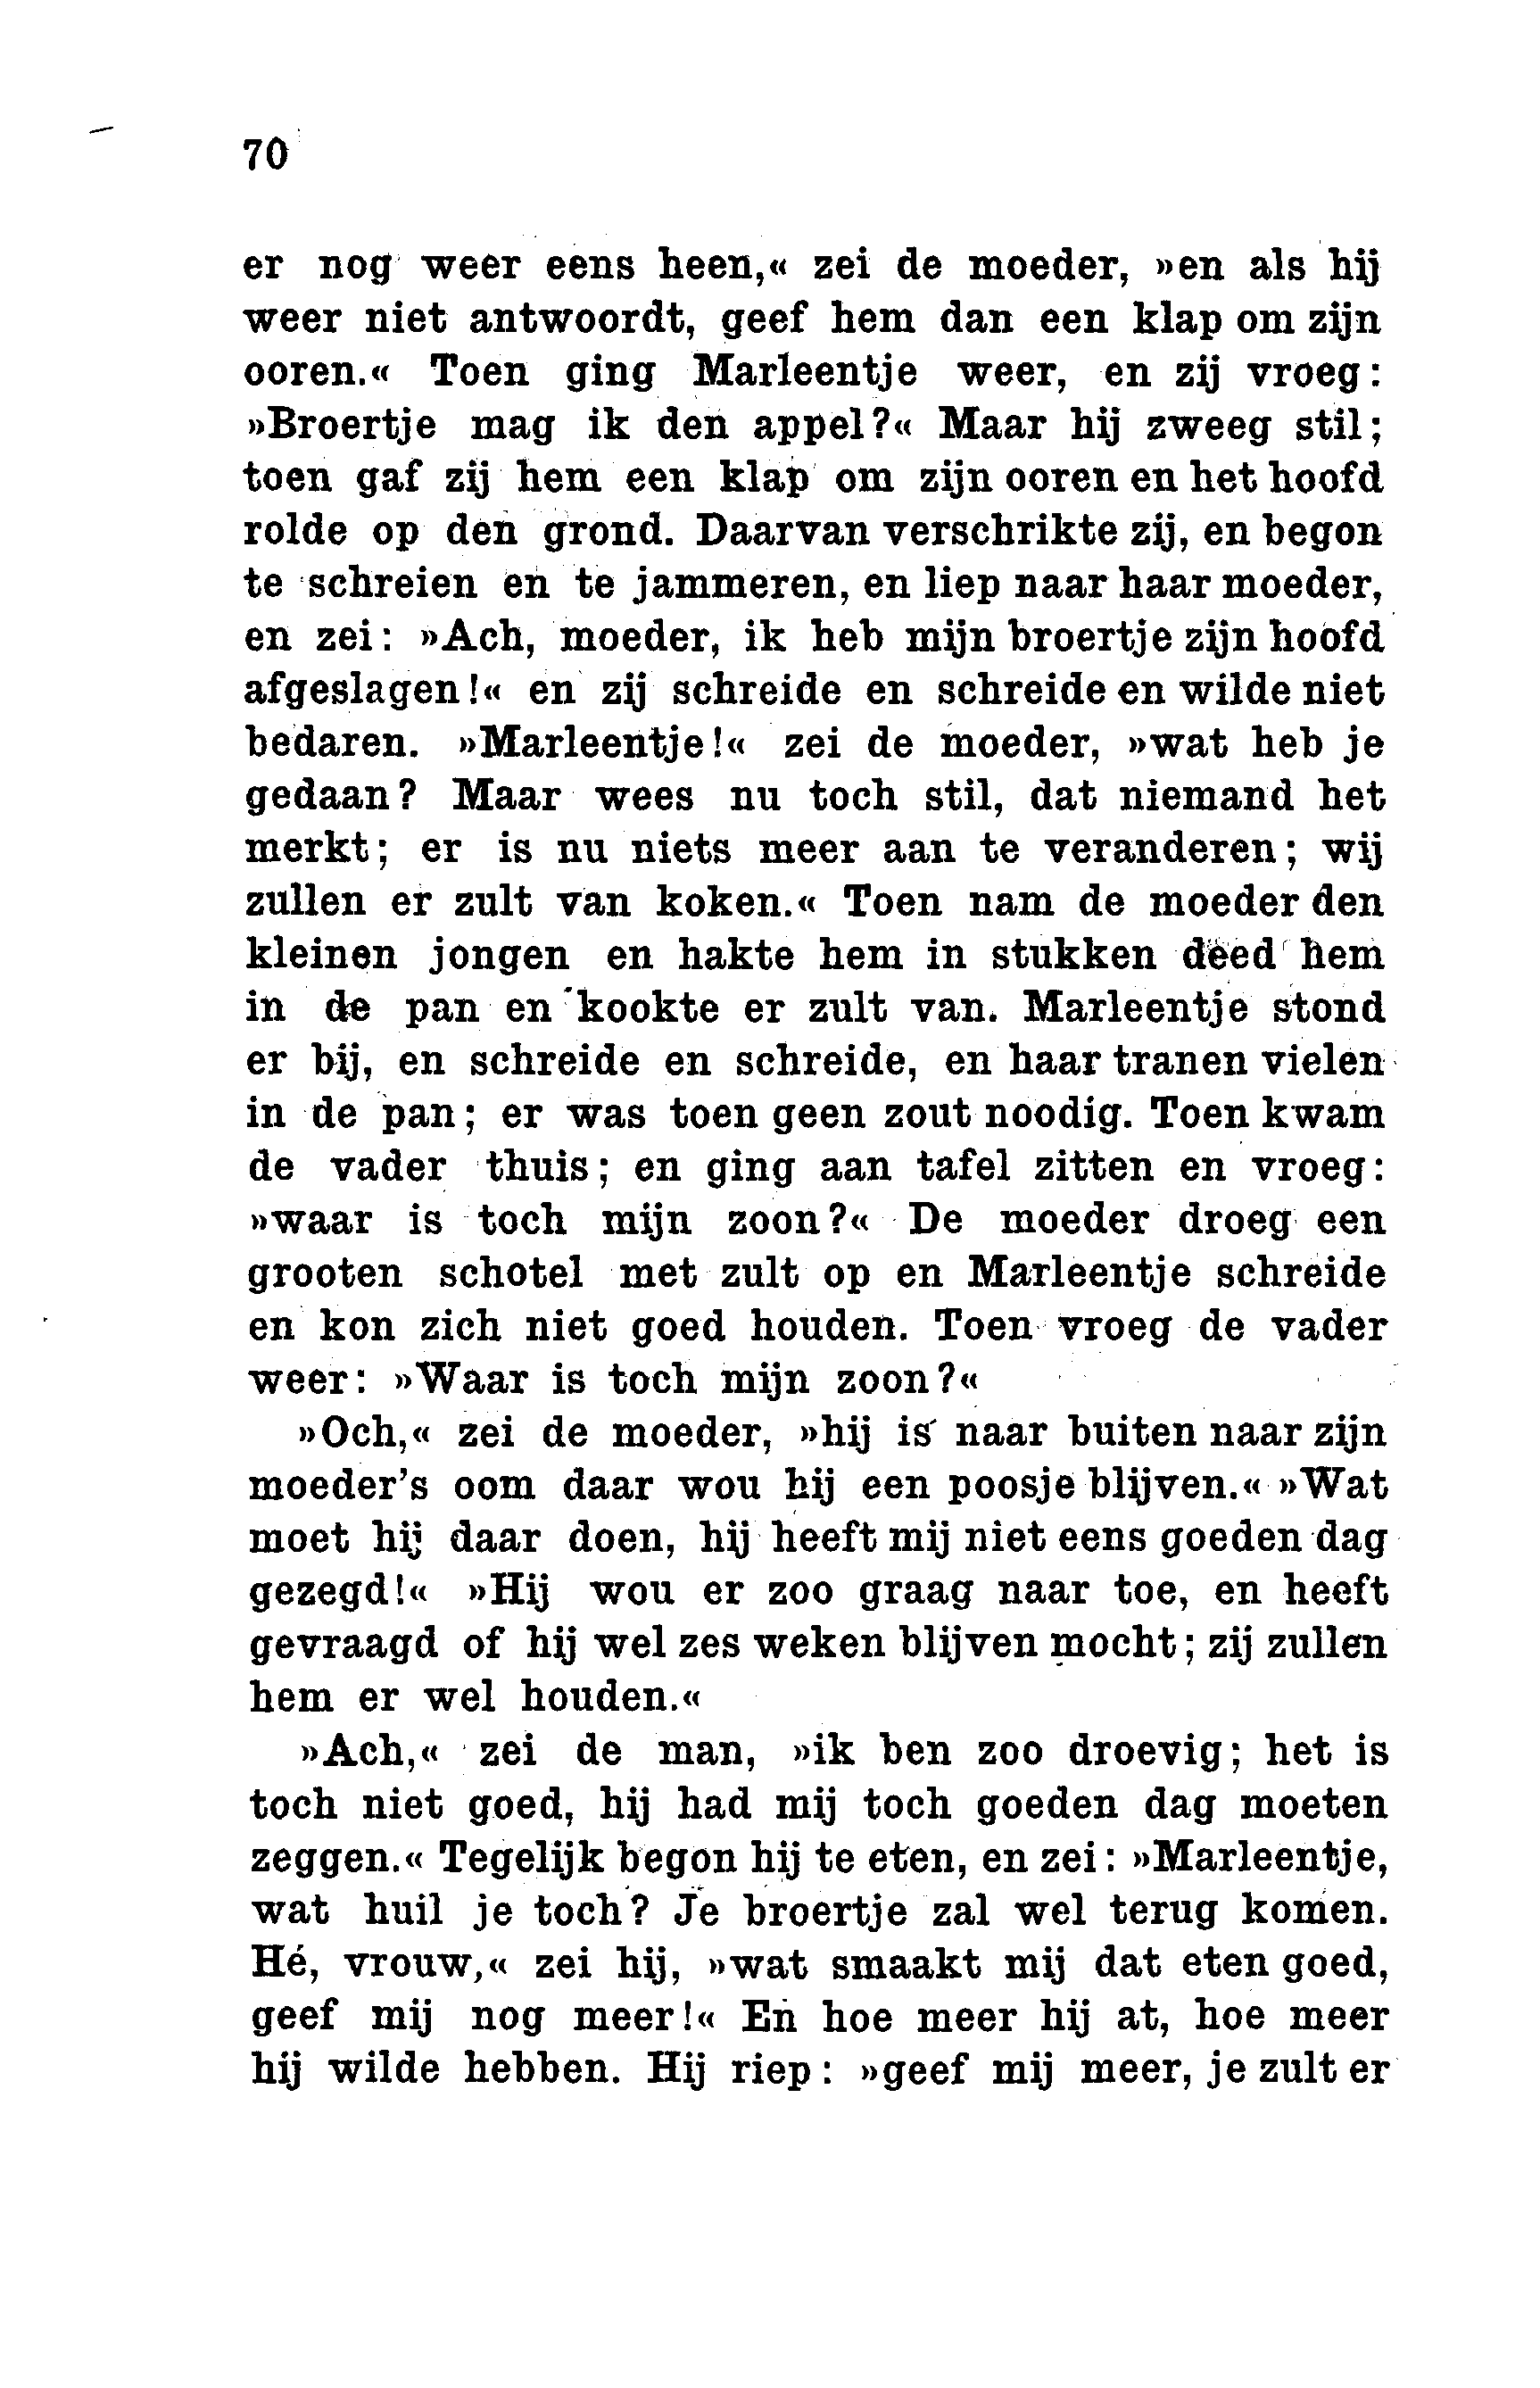 70
er nog weer eens heen,« zei de moeder, »en als hij
weer niet antwoordt, geef hem dan een klap om zijn
ooren.« Toen ging Marleentje weer, en zij vroeg:
»Broertje mag ik den appel?« Maar hij zweeg stil;
toen gaf zij hem een klap om zijn ooren en het hoofd
rolde op den grond. Daarvan verschrikte zij, en begon
te schreien en te jammeren, en liep naar haar moeder,
en zei: »Ach, moeder, ik heb mijn broertje zijn hoofd
afgeslagen!« en zij schreide en schreide en wilde niet
bedaren. »Marleentje!« zei de moeder, »wat heb je
gedaan? Maar wees nu toch stil, dat niemand het
merkt; er is nu niets meer aan te veranderen; wij
zullen er zult van koken.« Toen nam de moeder den
kleinen jongen en hakte hem in stukken deed hem
in de pan en kookte er zult van. Marleentje stond
er bij, en schreide en schreide, en haar tranen vielen
in de pan; er was toen geen zout noodig. Toen kwam
de vader thuis; en ging aan tafel zitten en vroeg:
»waar is toch mijn zoon?« De moeder droeg een
grooten schotel met zult op en Marleentje schreide
en kon zich niet goed houden. Toen vroeg de vader
weer: »Waar is toch mijn zoon?«
»Och,« zei de moeder, »hij is naar buiten naar zijn
moeder's oom daar wou hij een poosje blijven.« »Wat
moet hij daar doen, hij heeft mij niet eens goeden dag
gezegd!« »Hij wou er zoo graag naar toe, en heeft
gevraagd of hij wel zes weken blijven mocht; zij zullen
hem er wel houden.«
»Ach,« zei de man, »ik ben zoo droevig; het is
toch niet goed, hij had mij toch goeden dag moeten
zeggen.« Tegelijk begon hij te eten, en zei: »Marleentje,
wat huil je toch? Je broertje zal wel terug komen.
Hé, vrouw,« zei hij, »wat smaakt mij dat eten goed,
geef mij nog meer!« En hoe meer hij at, hoe meer
hij wilde hebben. Hij riep: »geef mij meer, je zult er